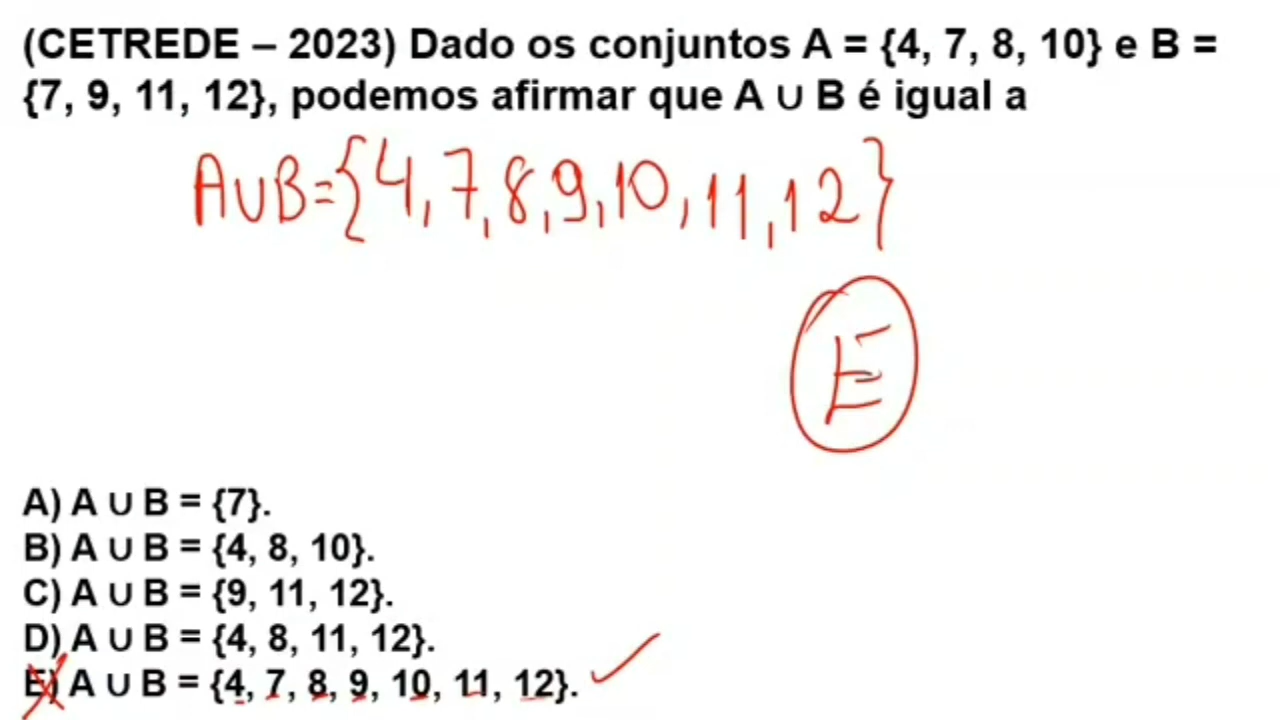 (CETREDE – 2023) Dado os conjuntos A = {4, 7, 8, 10} e B =
{7, 9, 11, 12}, podemos afirmar que A ∪ B é igual a
A∪B={4,7,8,9,10,11,12}
E
A) A ∪ B = {7}.
B) A ∪ B = {4, 8, 10}.
C) A ∪ B = {9, 11, 12}.
D) A ∪ B = {4, 8, 11, 12}.
E) A ∪ B = {4, 7, 8, 9, 10, 11, 12}.